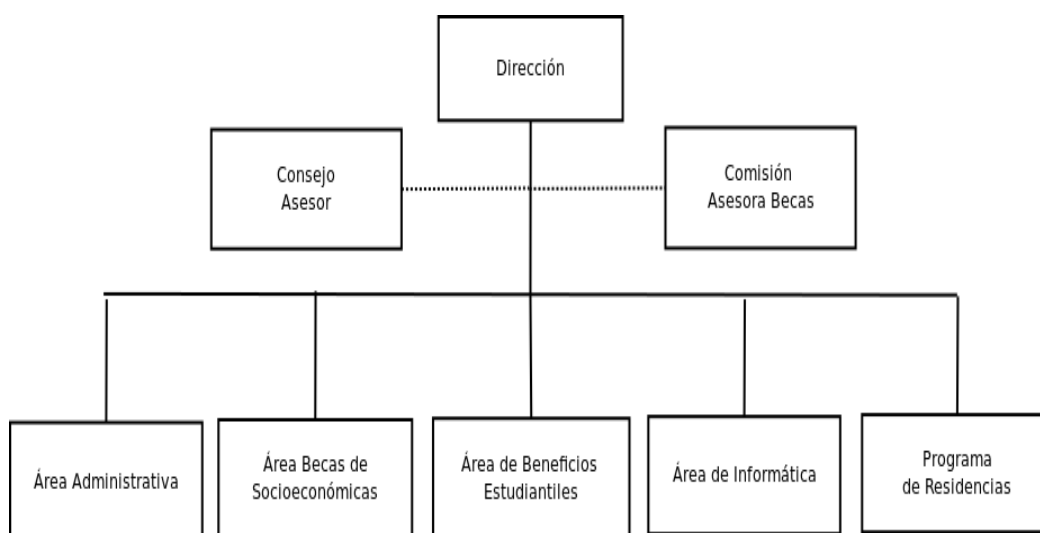 Dirección
Consejo
Asesor
Comisión
Asesora Becas
Área Administrativa
Área Becas de
Socioeconómicas
Área de Beneficios
Estudiantiles
Área de Informática
Programa
de Residencias